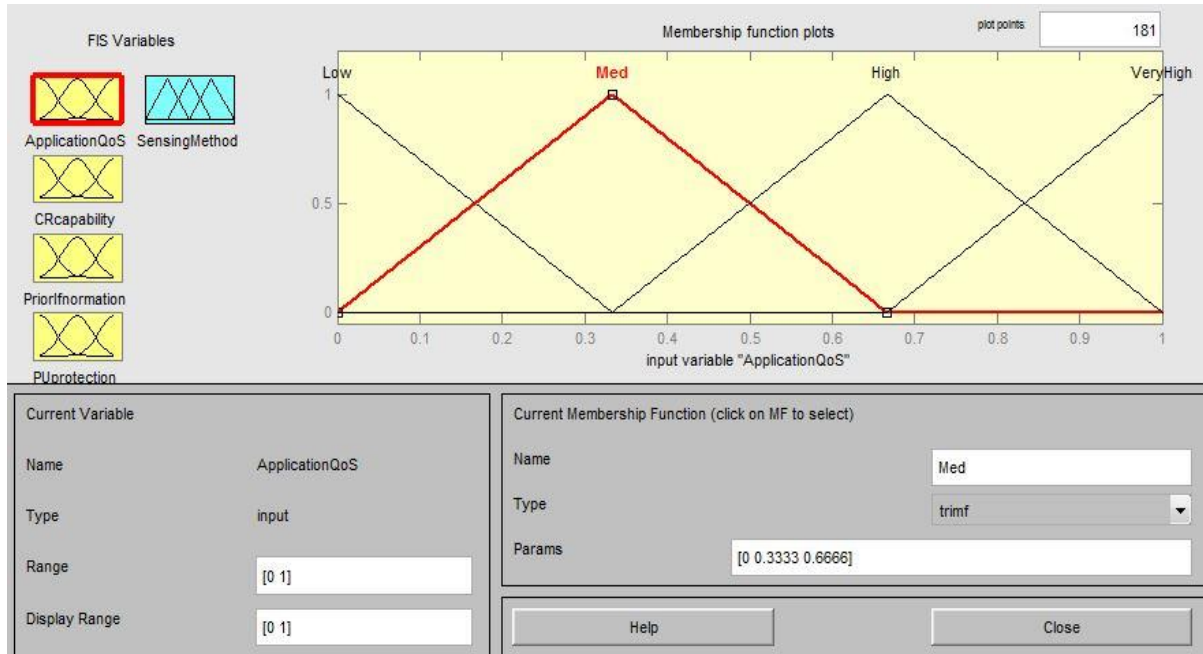 FIS Variables
Membership function plots
plot points:
181
ApplicationQoS
SensingMethod
CRcapability
PriorIfnormation
PUprotection
Low
Med
High
VeryHigh
1
0.5
0
0 0.1 0.2 0.3 0.4 0.5 0.6 0.7 0.8 0.9 1
input variable "ApplicationQoS"
Current Variable
Name ApplicationQoS
Type input
Range [0 1]
Display Range [0 1]
Current Membership Function (click on MF to select)
Name Med
Type trimf
Params [0 0.3333 0.6666]
Help
Close